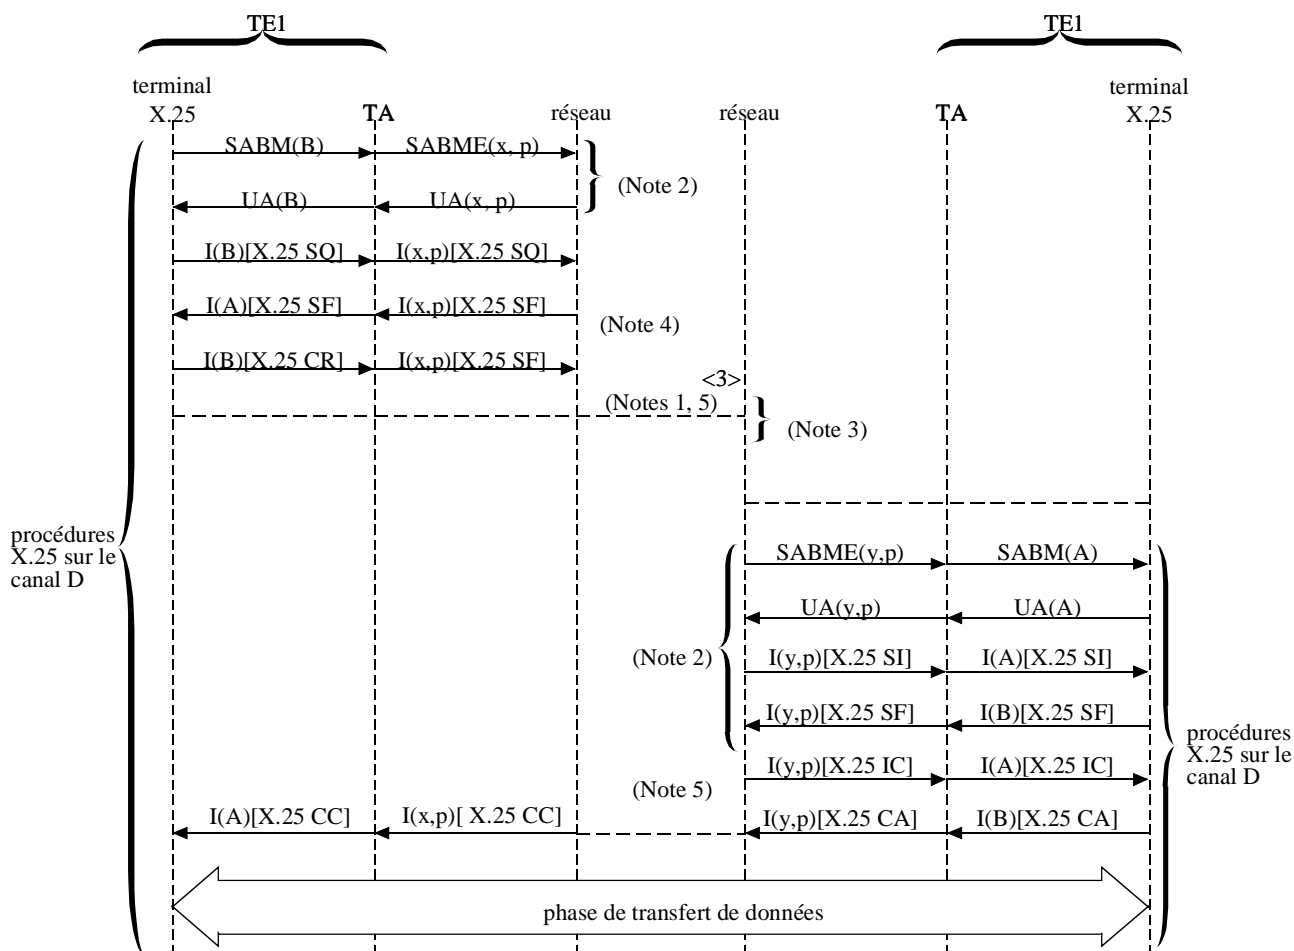 TE1 TE1
terminal
X.25 TA réseau réseau TA terminal
X.25
SABM(B) SABME(x, p)
(Note 2)
UA(B) UA(x, p)
I(B)[X.25 SQ] I(x,p)[X.25 SQ]
I(A)[X.25 SF] I(x,p)[X.25 SF]
(Note 4)
I(B)[X.25 CR] I(x,p)[X.25 SF]
<3>
(Notes 1, 5)
(Note 3)
procédures
X.25 sur le
canal D
SABME(y,p) SABM(A)
UA(y,p) UA(A)
(Note 2)
I(y,p)[X.25 SI] I(A)[X.25 SI]
I(y,p)[X.25 SF] I(B)[X.25 SF]
procédures
X.25 sur le
canal D
I(y,p)[X.25 IC] I(A)[X.25 IC]
(Note 5)
I(A)[X.25 CC] I(x,p)[ X.25 CC] I(y,p)[X.25 CA] I(B)[X.25 CA]
phase de transfert de données